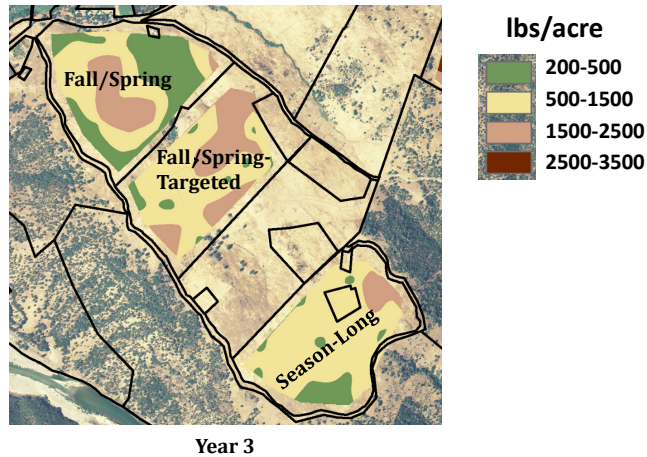 lbs/acre
200-500
500-1500
1500-2500
2500-3500
Fall/Spring
Fall/Spring-
Targeted
Season-Long
Year 3